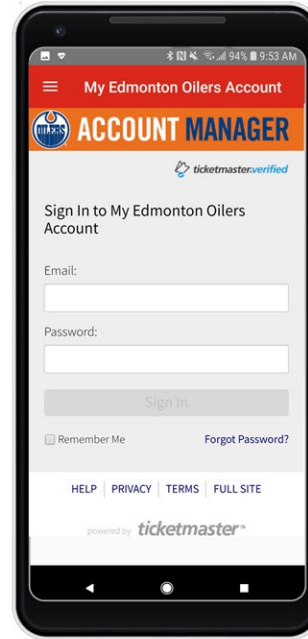 94% 9:53 AM
My Edmonton Oilers Account
OILERS ACCOUNT MANAGER
ticketmaster.verified
Sign In to My Edmonton Oilers
Account
Email:
Password:
Sign In
Remember Me Forgot Password?
HELP | PRIVACY | TERMS | FULL SITE
powered by ticketmaster™